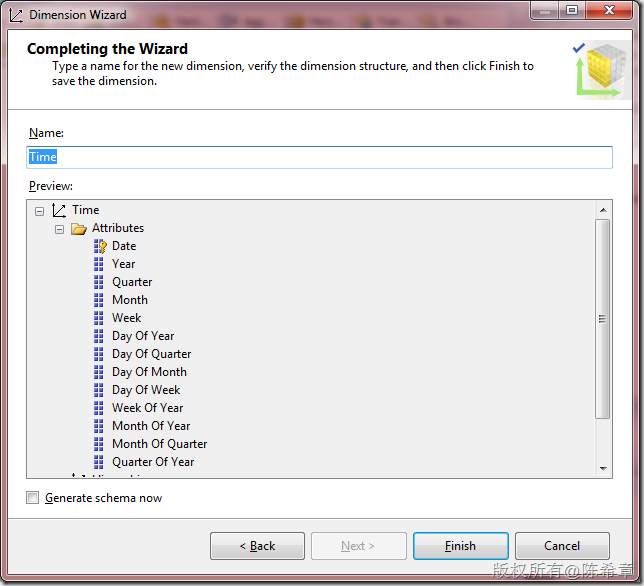 Dimension Wizard
Completing the Wizard
Type a name for the new dimension, verify the dimension structure, and then click Finish to
save the dimension.
Name:
Time
Preview:
Time
Attributes
Date
Year
Quarter
Month
Week
Day Of Year
Day Of Quarter
Day Of Month
Day Of Week
Week Of Year
Month Of Year
Month Of Quarter
Quarter Of Year
Generate schema now
< Back
Next >
Finish
Cancel
版权所有@陈希章